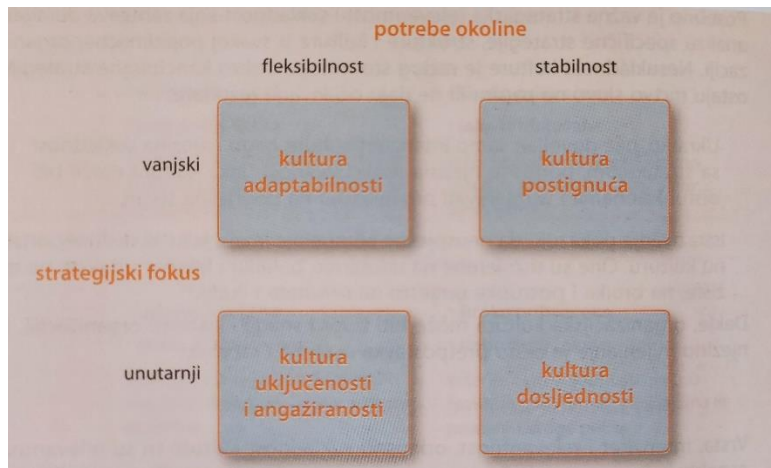 potrebe okoline
fleksibilnost
stabilnost
vanjski
kultura
adaptabilnosti
kultura
postignuća
strategijski fokus
unutarnji
kultura
uključenosti
i angažiranosti
kultura
dosljednosti